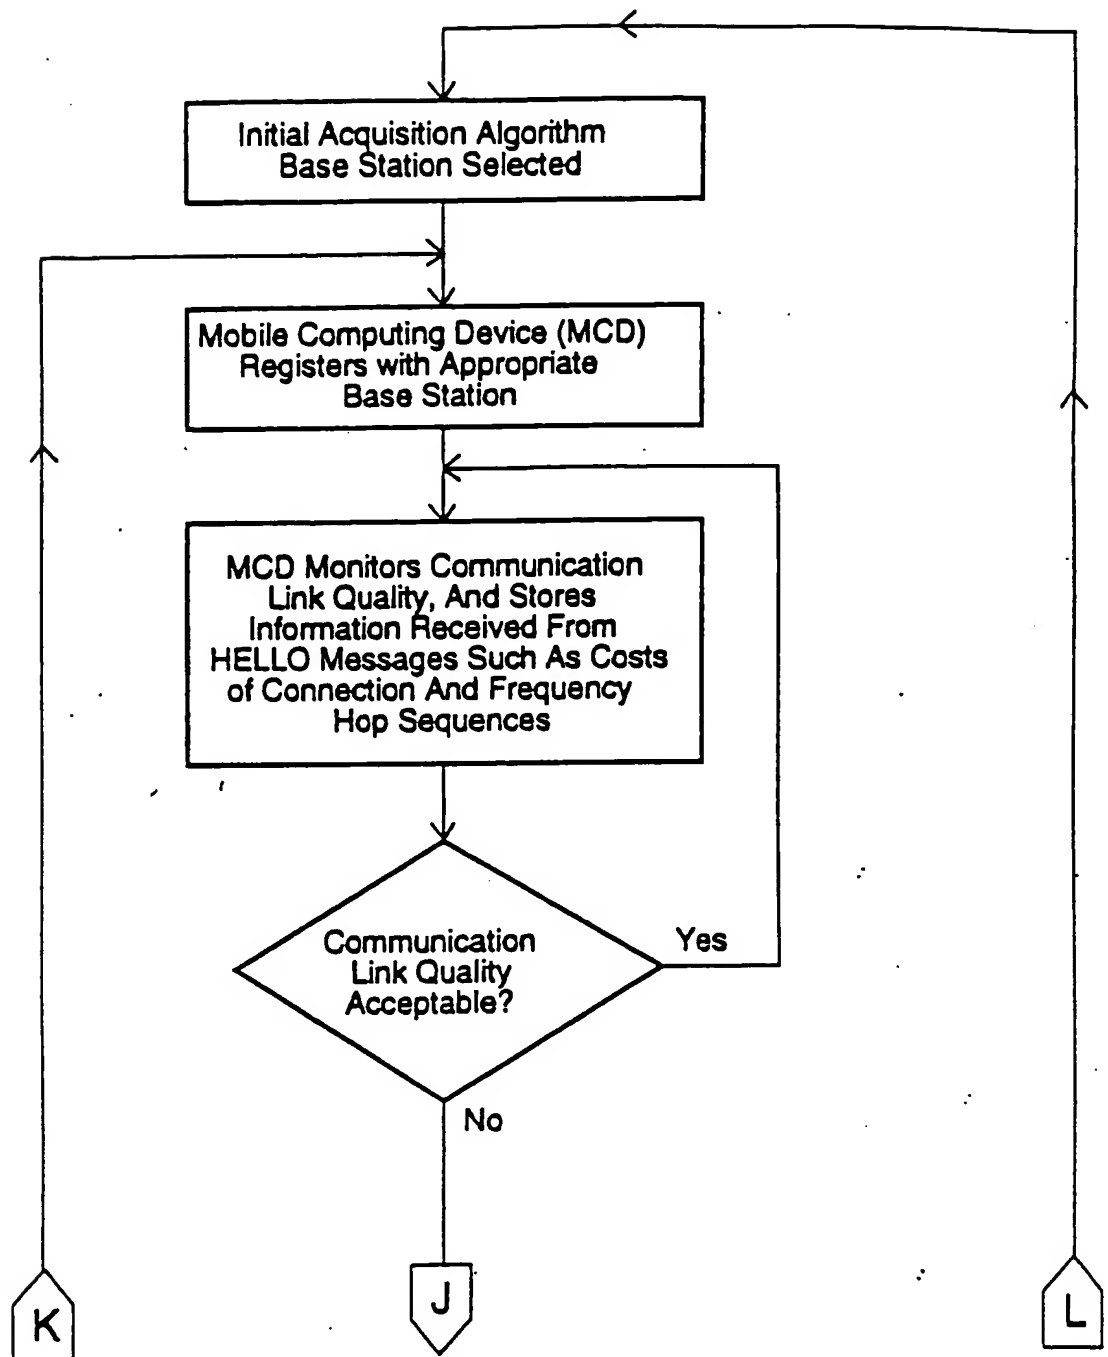 Initial Acquisition Algorithm
Base Station Selected
Mobile Computing Device (MCD)
Registers with Appropriate
Base Station
MCD Monitors Communication
Link Quality, And Stores
Information Received From
HELLO Messages Such As Costs
of Connection And Frequency
Hop Sequences
Communication
Link Quality
Acceptable?
Yes
No
K
J
L